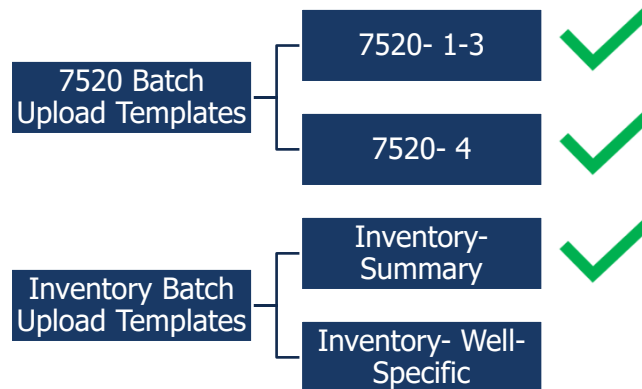 7520 Batch
Upload Templates
7520- 1-3
7520- 4
Inventory Batch
Upload Templates
Inventory-
Summary
Inventory- Well-
Specific